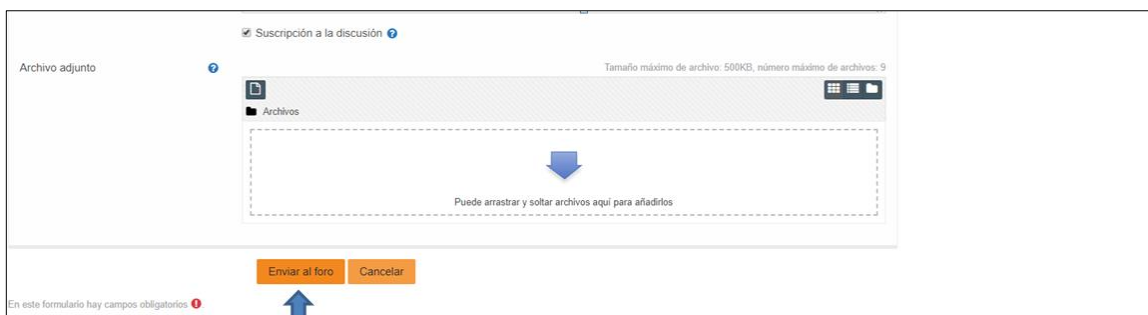 Suscripción a la discusión
Archivo adjunto
Tamaño máximo de archivo: 500KB, número máximo de archivos: 9
Archivos
Puede arrastrar y soltar archivos aquí para añadirlos
Enviar al foro Cancelar
En este formulario hay campos obligatorios